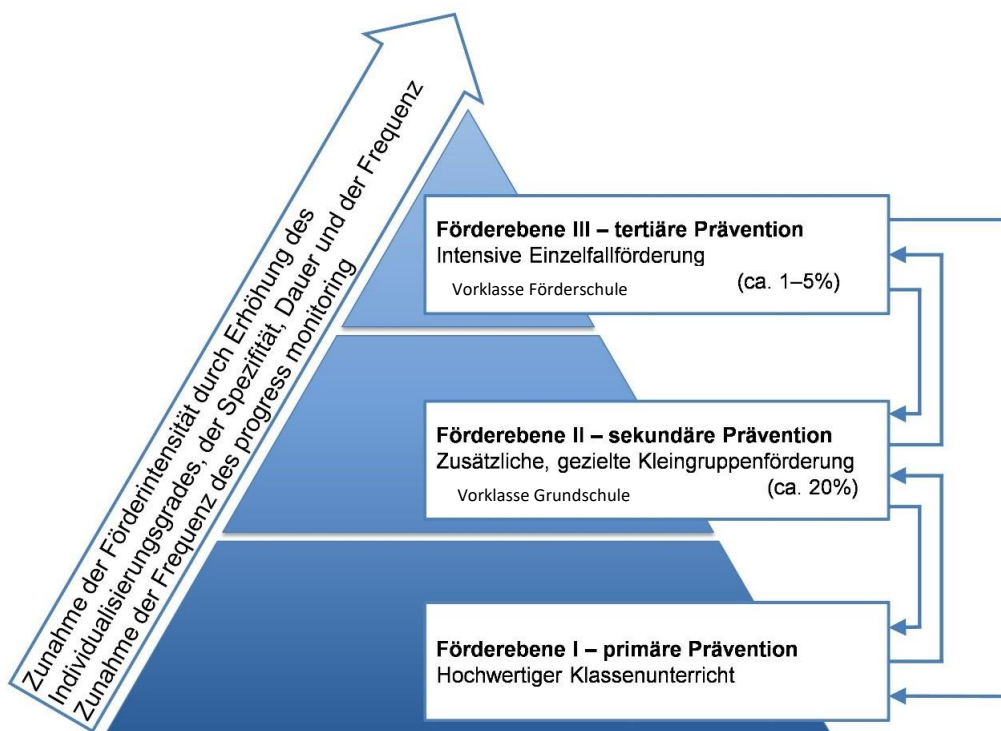 Zunahme der Förderintensität durch Erhöhung des
Individualisierungsgrades, der Spezifität, Dauer und der Frequenz
Zunahme der Frequenz des progress monitoring
Förderebene III – tertiäre Prävention
Intensive Einzelfallförderung
Vorklasse Förderschule (ca. 1–5%)
Förderebene II – sekundäre Prävention
Zusätzliche, gezielte Kleingruppenförderung
Vorklasse Grundschule (ca. 20%)
Förderebene I – primäre Prävention
Hochwertiger Klassenunterricht